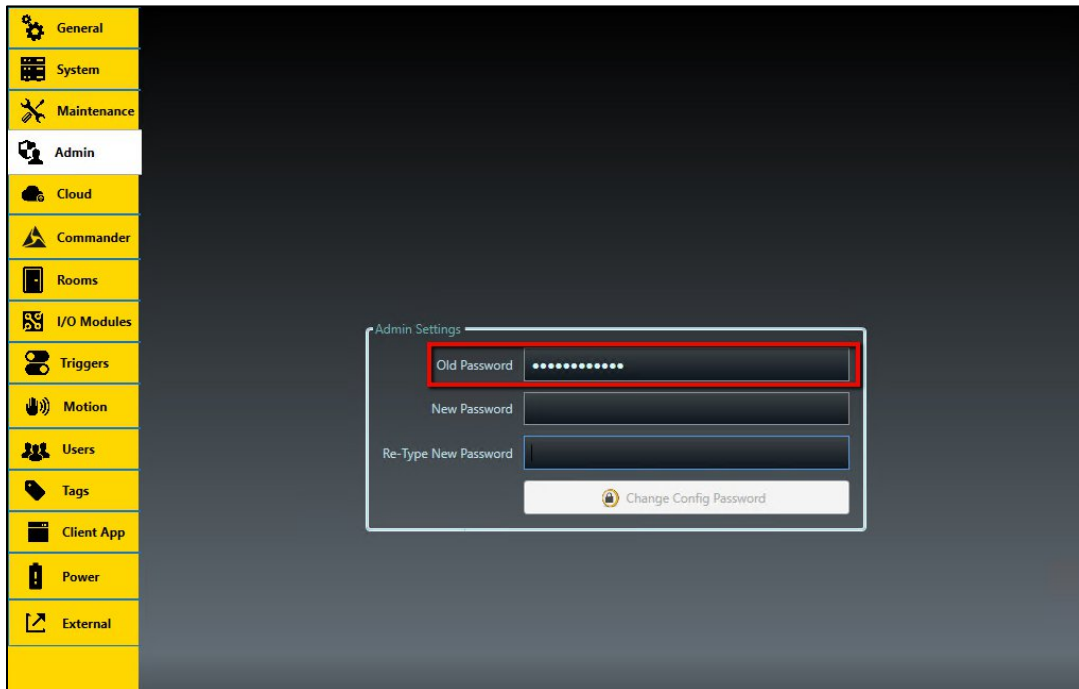 General
System
Maintenance
Admin
Cloud
Commander
Rooms
I/O Modules
Triggers
Motion
Users
Tags
Client App
Power
External
Admin Settings
Old Password ••••••••••••
New Password
Re-Type New Password
Change Config Password